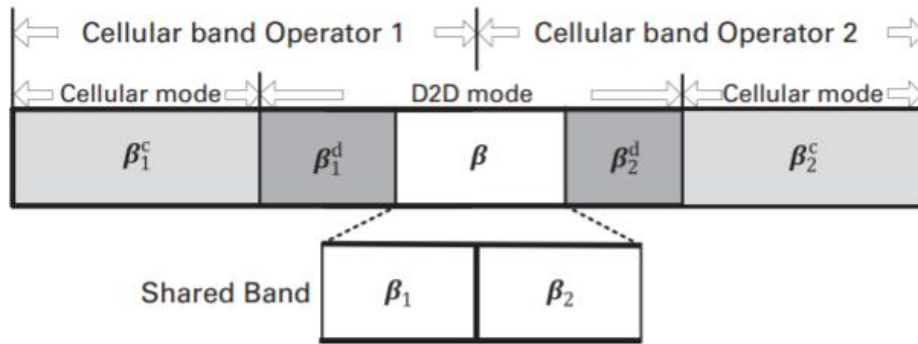 Cellular band Operator 1 Cellular band Operator 2
Cellular mode D2D mode Cellular mode
β₁ᶜ β₁ᵈ β β₂ᵈ β₂ᶜ
Shared Band β₁ β₂